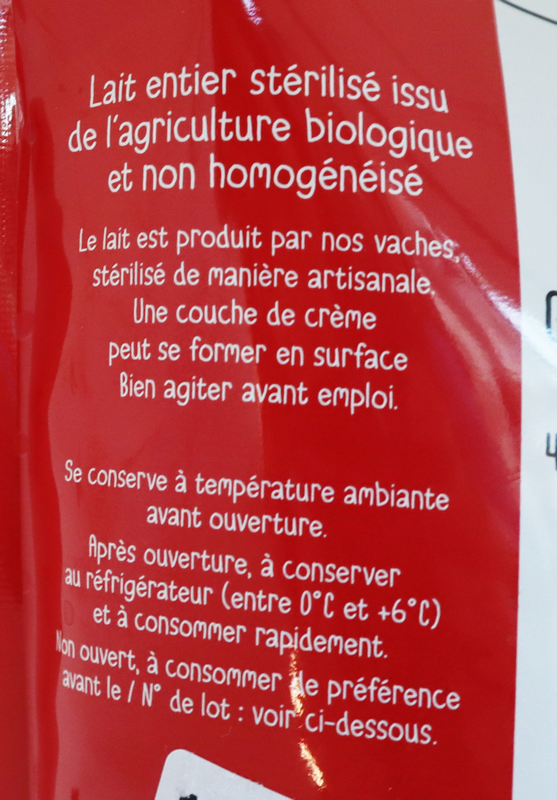 Lait entier stérilisé issu
de l'agriculture biologique
et non homogénéisé
Le lait est produit par nos vaches,
stérilisé de manière artisanale.
Une couche de crème
peut se former en surface
Bien agiter avant emploi.
Se conserve à température ambiante
avant ouverture.
Après ouverture, à conserver
au réfrigérateur (entre 0°C et +6°C)
et à consommer rapidement.
Non ouvert, à consommer de préférence
avant le / N° de lot : voir ci-dessous.